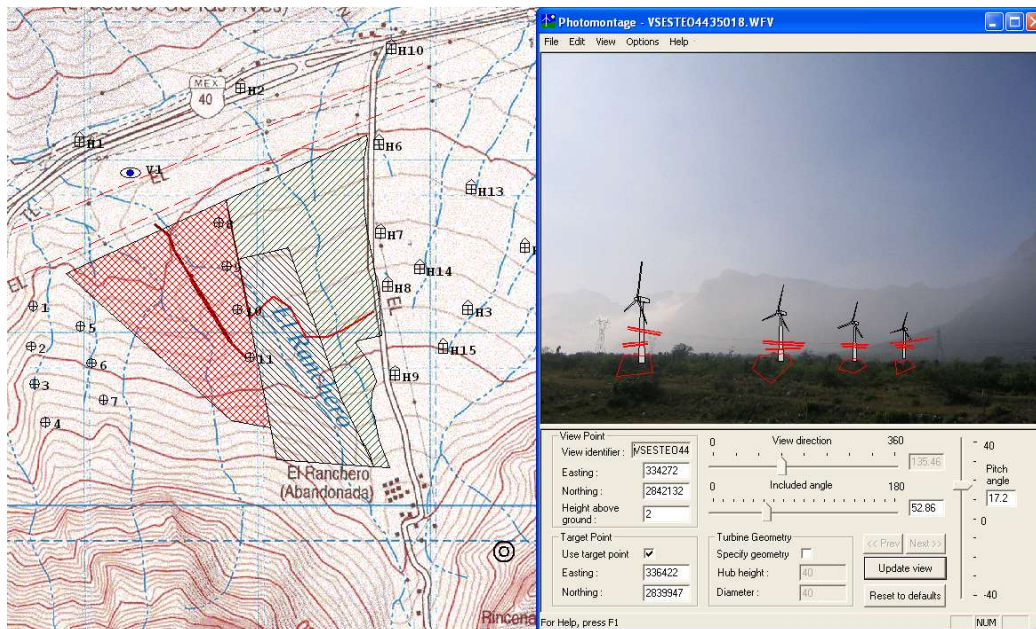 MEX
40
H10
H2
H1
V1
EL
H6
H13
8
H7
9
H14
EL
H8
1
10
EL
H3
5
2
11
H15
6
H9
3
7
4
El Ranchero
El Ranchero
(Abandonada)
Photomontage - VSESTEO4435018.WFV
File Edit View Options Help
View Point
View identifier : VSESTEO44
Easting : 334272
Northing : 2842132
Height above
ground : 2
0 View direction 360
135.46
0 Included angle 180
52.86
40
Pitch
angle
17.2
0
-40
Target Point
Use target point
Easting : 336422
Northing : 2839947
Turbine Geometry
Specify geometry
Hub height : 40
Diameter : 40
<< Prev Next >>
Update view
Reset to defaults
For Help, press F1
NUM